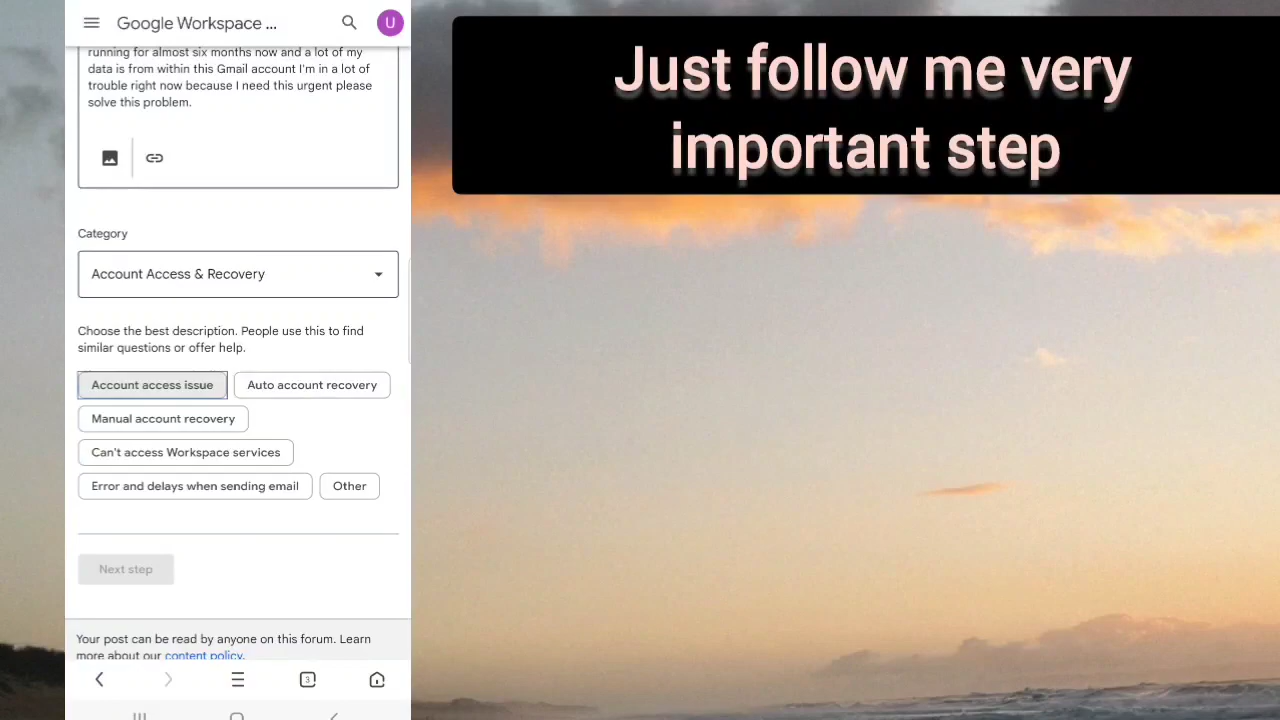 Google Workspace ...
U
running for almost six months now and a lot of my
data is from within this Gmail account I'm in a lot of
trouble right now because I need this urgent please
solve this problem.
Category
Account Access & Recovery
Choose the best description. People use this to find
similar questions or offer help.
Account access issue
Auto account recovery
Manual account recovery
Can't access Workspace services
Error and delays when sending email
Other
Next step
Your post can be read by anyone on this forum. Learn
more about our content policy.
3
Just follow me very
important step